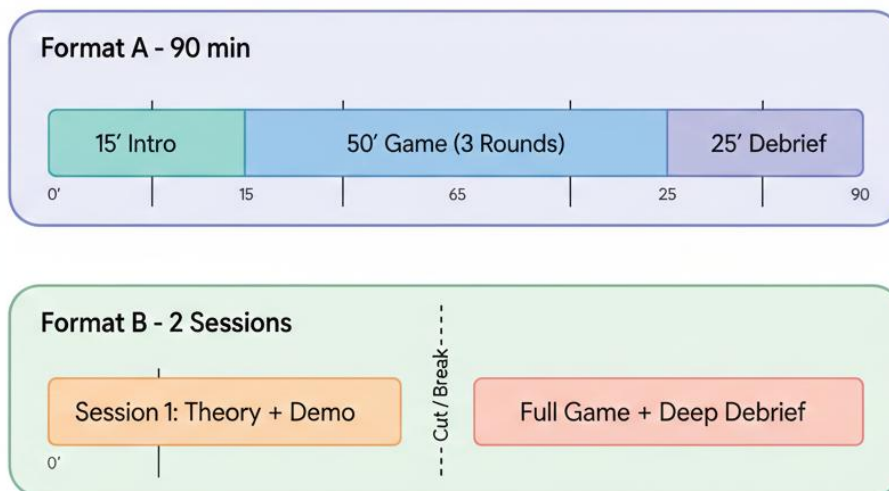 Format A - 90 min
15′ Intro
50′ Game (3 Rounds)
25′ Debrief
0′
15
65
25
90
Format B - 2 Sessions
Session 1: Theory + Demo
Cut / Break
Full Game + Deep Debrief
0′